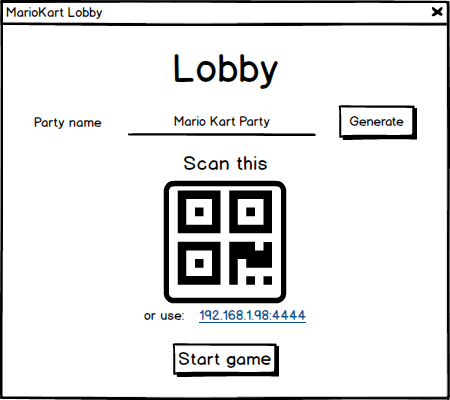 MarioKart Lobby
Lobby
Party name Mario Kart Party Generate
Scan this
or use: 192.168.1.98:4444
Start game